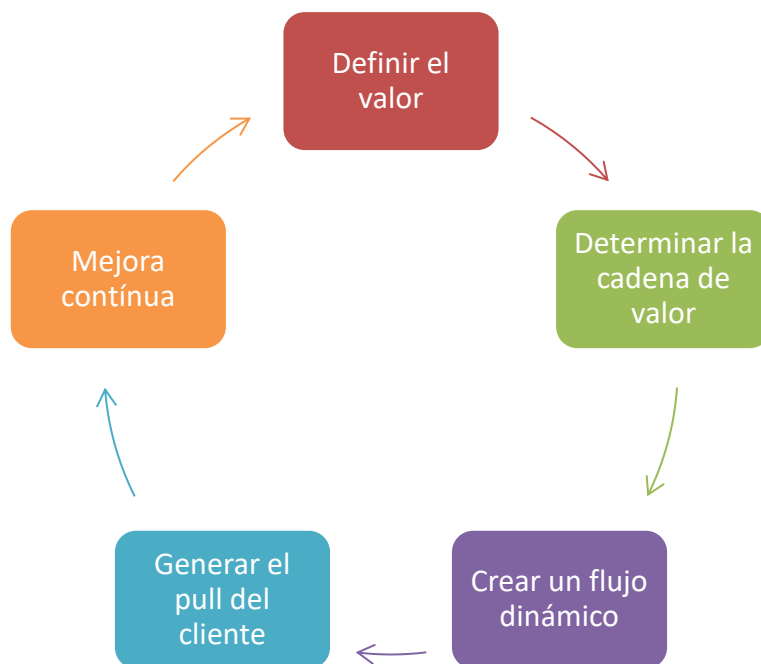 Definir el
valor
Determinar la
cadena de
valor
Crear un flujo
dinámico
Generar el
pull del
cliente
Mejora
contínua